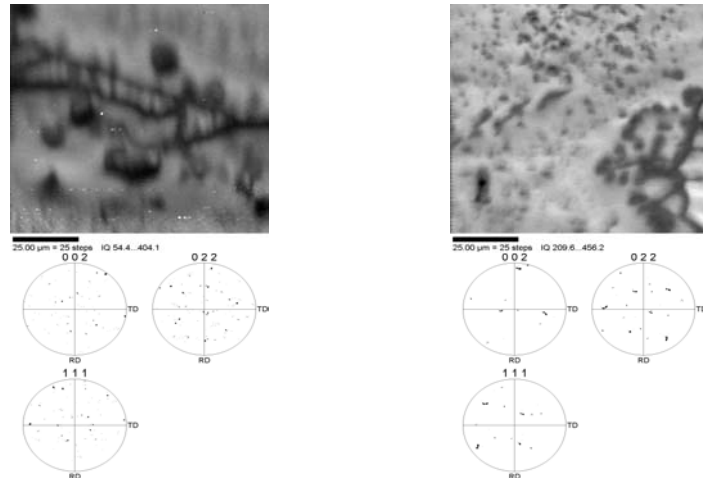 25.00 µm = 25 steps   IQ 54.4...404.1
0 0 2
0 2 2
TD
TD
RD
RD
1 1 1
TD
RD
25.00 µm = 25 steps   IQ 209.6...456.2
0 0 2
0 2 2
TD
RD
RD
1 1 1
TD
RD